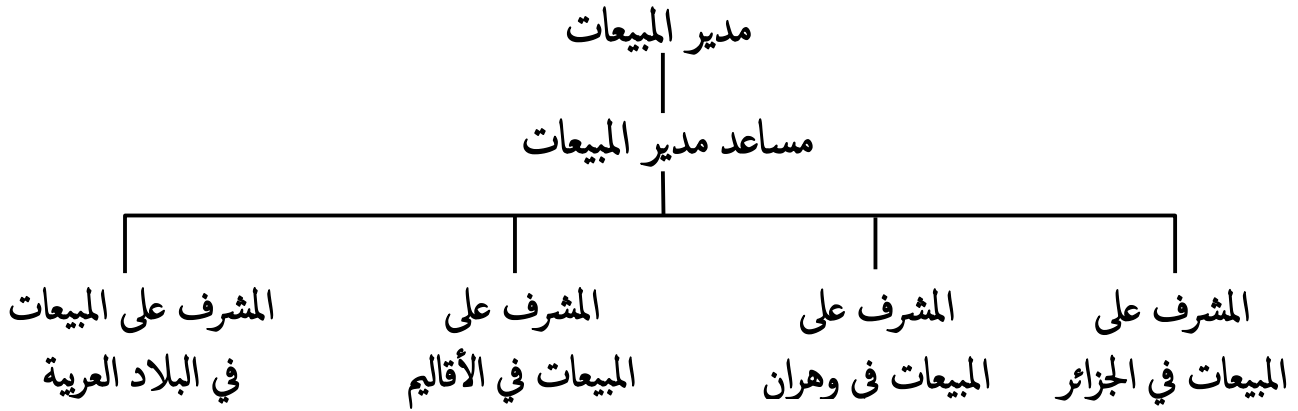 مدير المبيعات
مساعد مدير المبيعات
المشرف على
المبيعات في الجزائر
المشرف على
المبيعات في وهران
المشرف على
المبيعات في الأقاليم
المشرف على المبيعات
في البلاد العربية